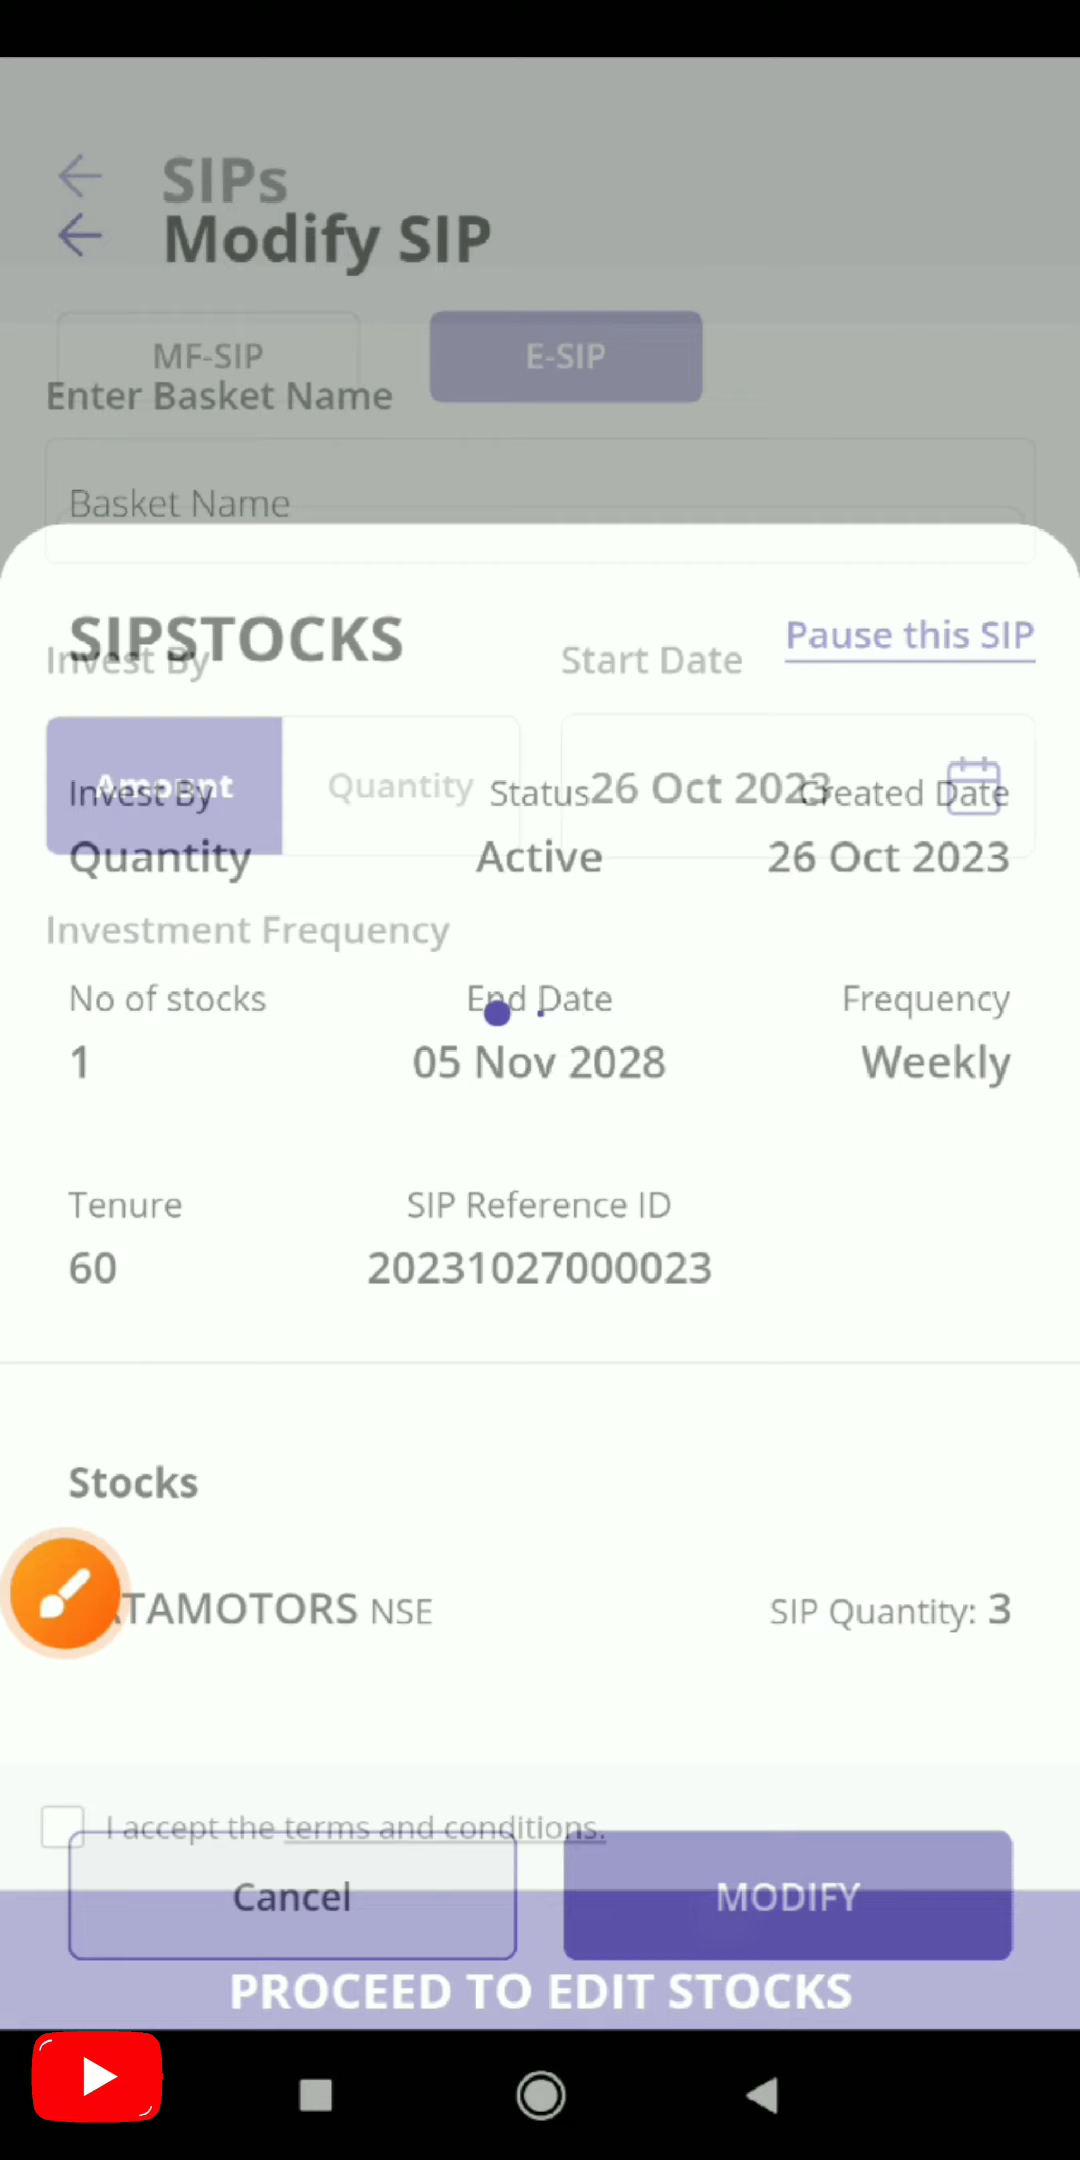 SIPs
Modify SIP
MF-SIP E-SIP
Enter Basket Name
Basket Name
SIPSTOCKS Pause this SIP
Invest By Start Date
Amount Quantity 26 Oct 2023
Invest By Status Created Date
Quantity Active 26 Oct 2023
Investment Frequency
No of stocks End Date Frequency
1 05 Nov 2028 Weekly
Tenure SIP Reference ID
60 20231027000023
Stocks
TAMOTORS NSE SIP Quantity: 3
I accept the terms and conditions.
Cancel MODIFY
PROCEED TO EDIT STOCKS